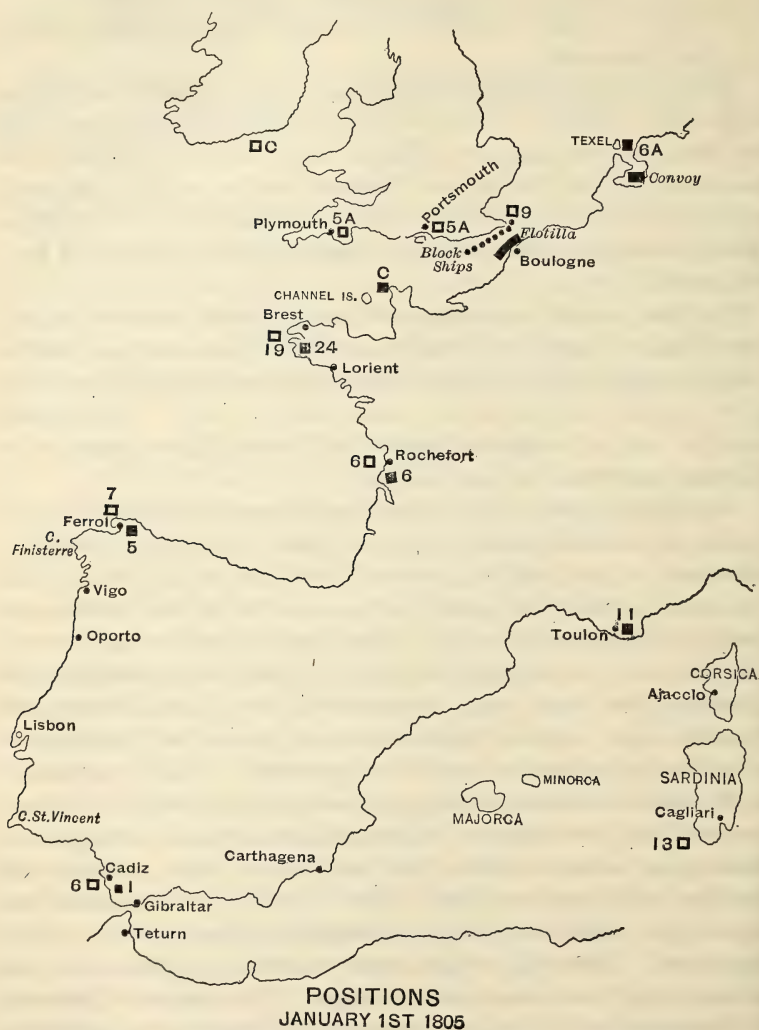 C
TEXEL
6A
Convoy
Portsmouth
Plymouth
5A
5A
9
Flotilla
Block
Ships
Boulogne
C
CHANNEL IS.
Brest
19
24
Lorient
6
Rochefort
6
7
Ferrol
5
C.
Finisterre
Vigo
Oporto
11
Toulon
CORSICA
Ajaccio
Lisbon
MINORCA
MAJORCA
SARDINIA
Cagliari
C.St.Vincent
13
Carthagena
Cadiz
6
1
Gibraltar
Teturn
POSITIONS
JANUARY 1ST 1805